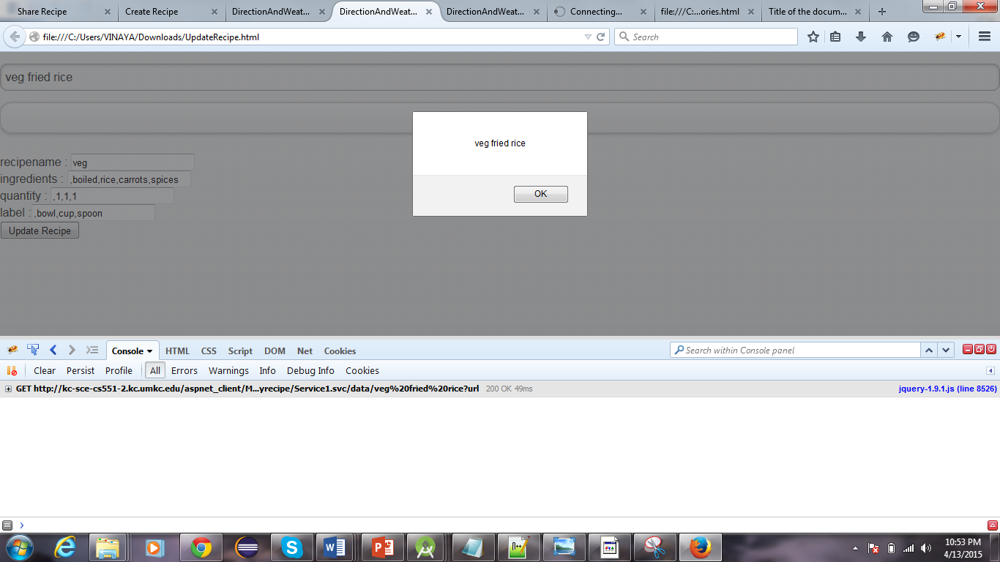 Share Recipe
Create Recipe
DirectionAndWeat...
DirectionAndWeat...
DirectionAndWeat...
Connecting...
file:///C:...ories.html
Title of the docum...
file:///C:/Users/VINAYA/Downloads/UpdateRecipe.html
Search
veg fried rice
veg fried rice
OK
recipename : veg
ingredients : ,boiled,rice,carrots,spices
quantity : ,1,1,1
label : ,bowl,cup,spoon
Update Recipe
Console
HTML
CSS
Script
DOM
Net
Cookies
Search within Console panel
Clear
Persist
Profile
All
Errors
Warnings
Info
Debug Info
Cookies
GET http://kc-sce-cs551-2.kc.umkc.edu/aspnet_client/M...yrecipe/Service1.svc/data/veg%20fried%20rice?url 200 OK 49ms
jquery-1.9.1.js (line 8526)
10:53 PM
4/13/2015